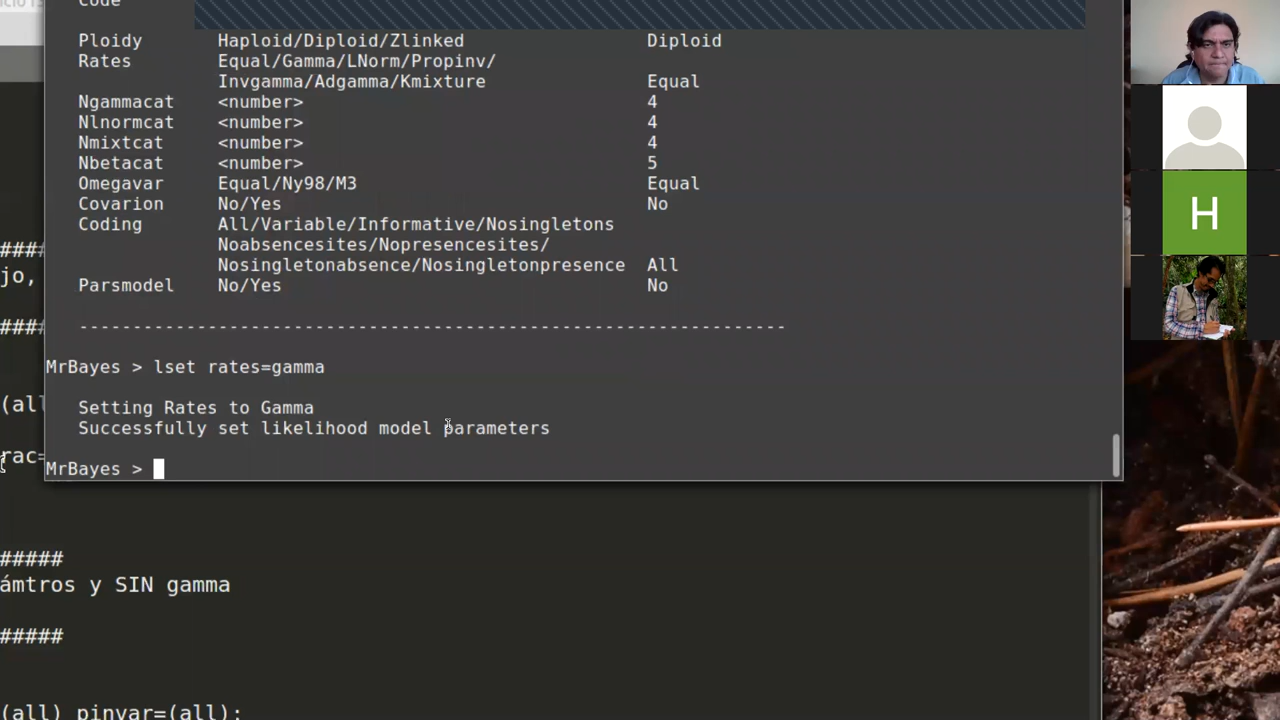 Code
Ploidy Haploid/Diploid/Zlinked Diploid
Rates Equal/Gamma/LNorm/Propinv/
Invgamma/Adgamma/Kmixture Equal
Ngammacat <number> 4
Nlnormcat <number> 4
Nmixtcat <number> 4
Nbetacat <number> 5
Omegavar Equal/Ny98/M3 Equal
Covarion No/Yes No
Coding All/Variable/Informative/Nosingletons
Noabsencesites/Nopresencesites/
Nosingletonabsence/Nosingletonpresence All
Parsmodel No/Yes No
------------------------------------------------------------------
MrBayes > lset rates=gamma
Setting Rates to Gamma
Successfully set likelihood model parameters
MrBayes >
####
jo,
####
(all
rac=
#####
ámtros y SIN gamma
#####
(all) pinvar=(all);
H